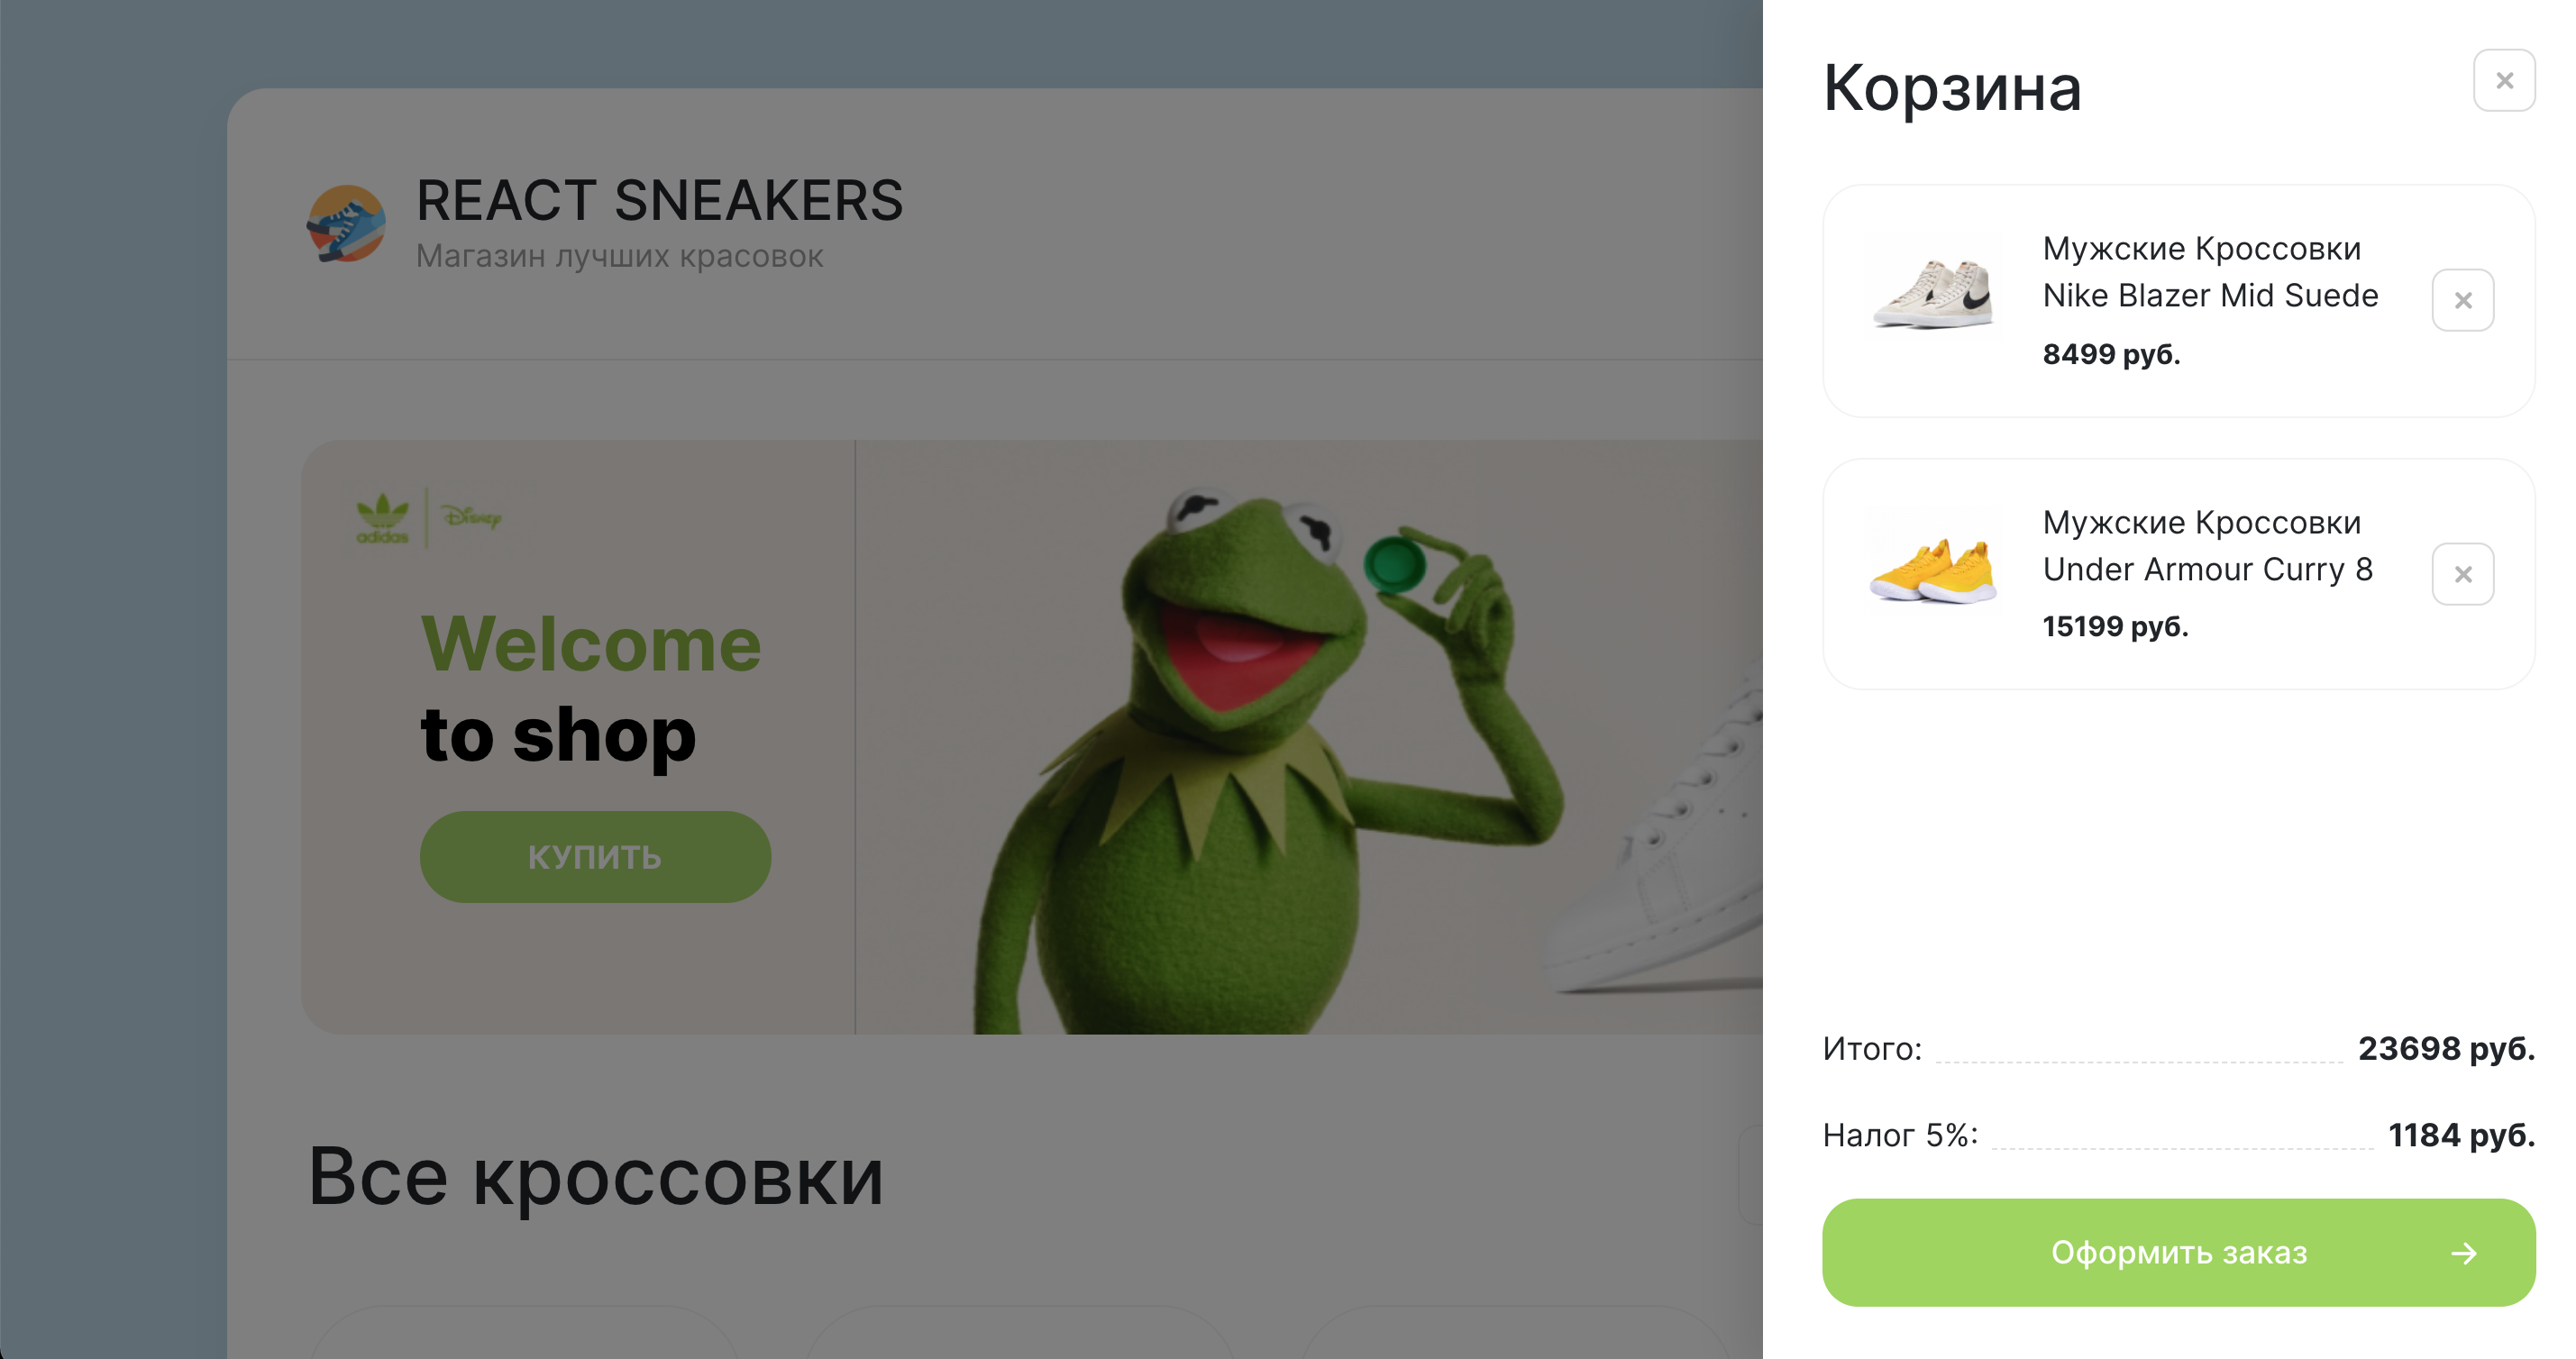 REACT SNEAKERS
Магазин лучших красовок
adidas
Disney
Welcome
to shop
КУПИТЬ
Все кроссовки
Корзина
Мужские Кроссовки
Nike Blazer Mid Suede
8499 руб.
Мужские Кроссовки
Under Armour Curry 8
15199 руб.
Итого: 23698 руб.
Налог 5%: 1184 руб.
Оформить заказ